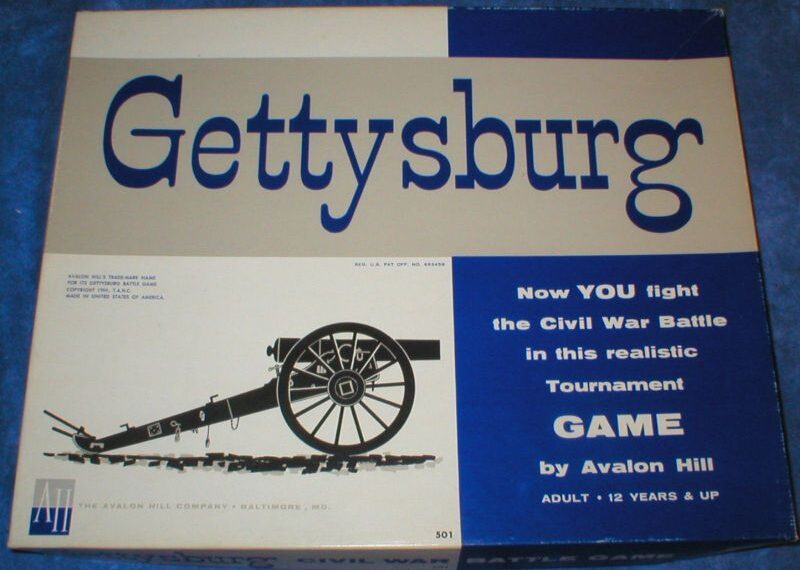 Gettysburg
REG. U.S. PAT OFF. NO. 695458
AVALON HILL'S TRADE-MARK NAME
FOR ITS GETTYSBURG BATTLE GAME
MADE IN UNITED STATES OF AMERICA.
Now YOU fight
the Civil War Battle
in this realistic
Tournament
GAME
by Avalon Hill
ADULT • 12 YEARS & UP
AH
THE AVALON HILL COMPANY • BALTIMORE, MD.
501
Gettysburg CIVIL WAR BATTLE GAME